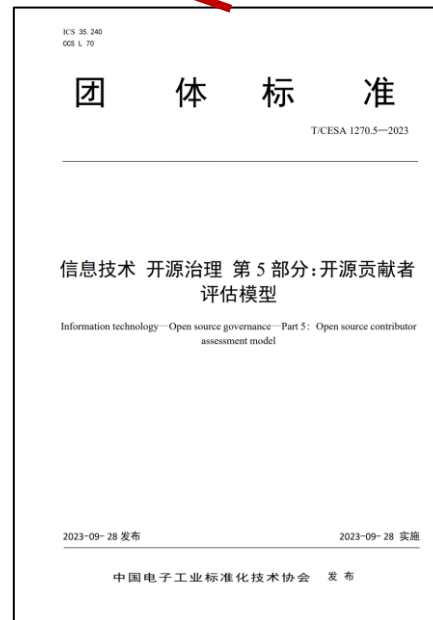 ICS 35.240
CCS L 70
团 体 标 准
T/CESA 1270.5—2023
信息技术 开源治理 第 5 部分:开源贡献者
评估模型
Information technology—Open source governance—Part 5: Open source contributor
assessment model
2023-09-28 发布 2023-09-28 实施
中国电子工业标准化技术协会 发 布